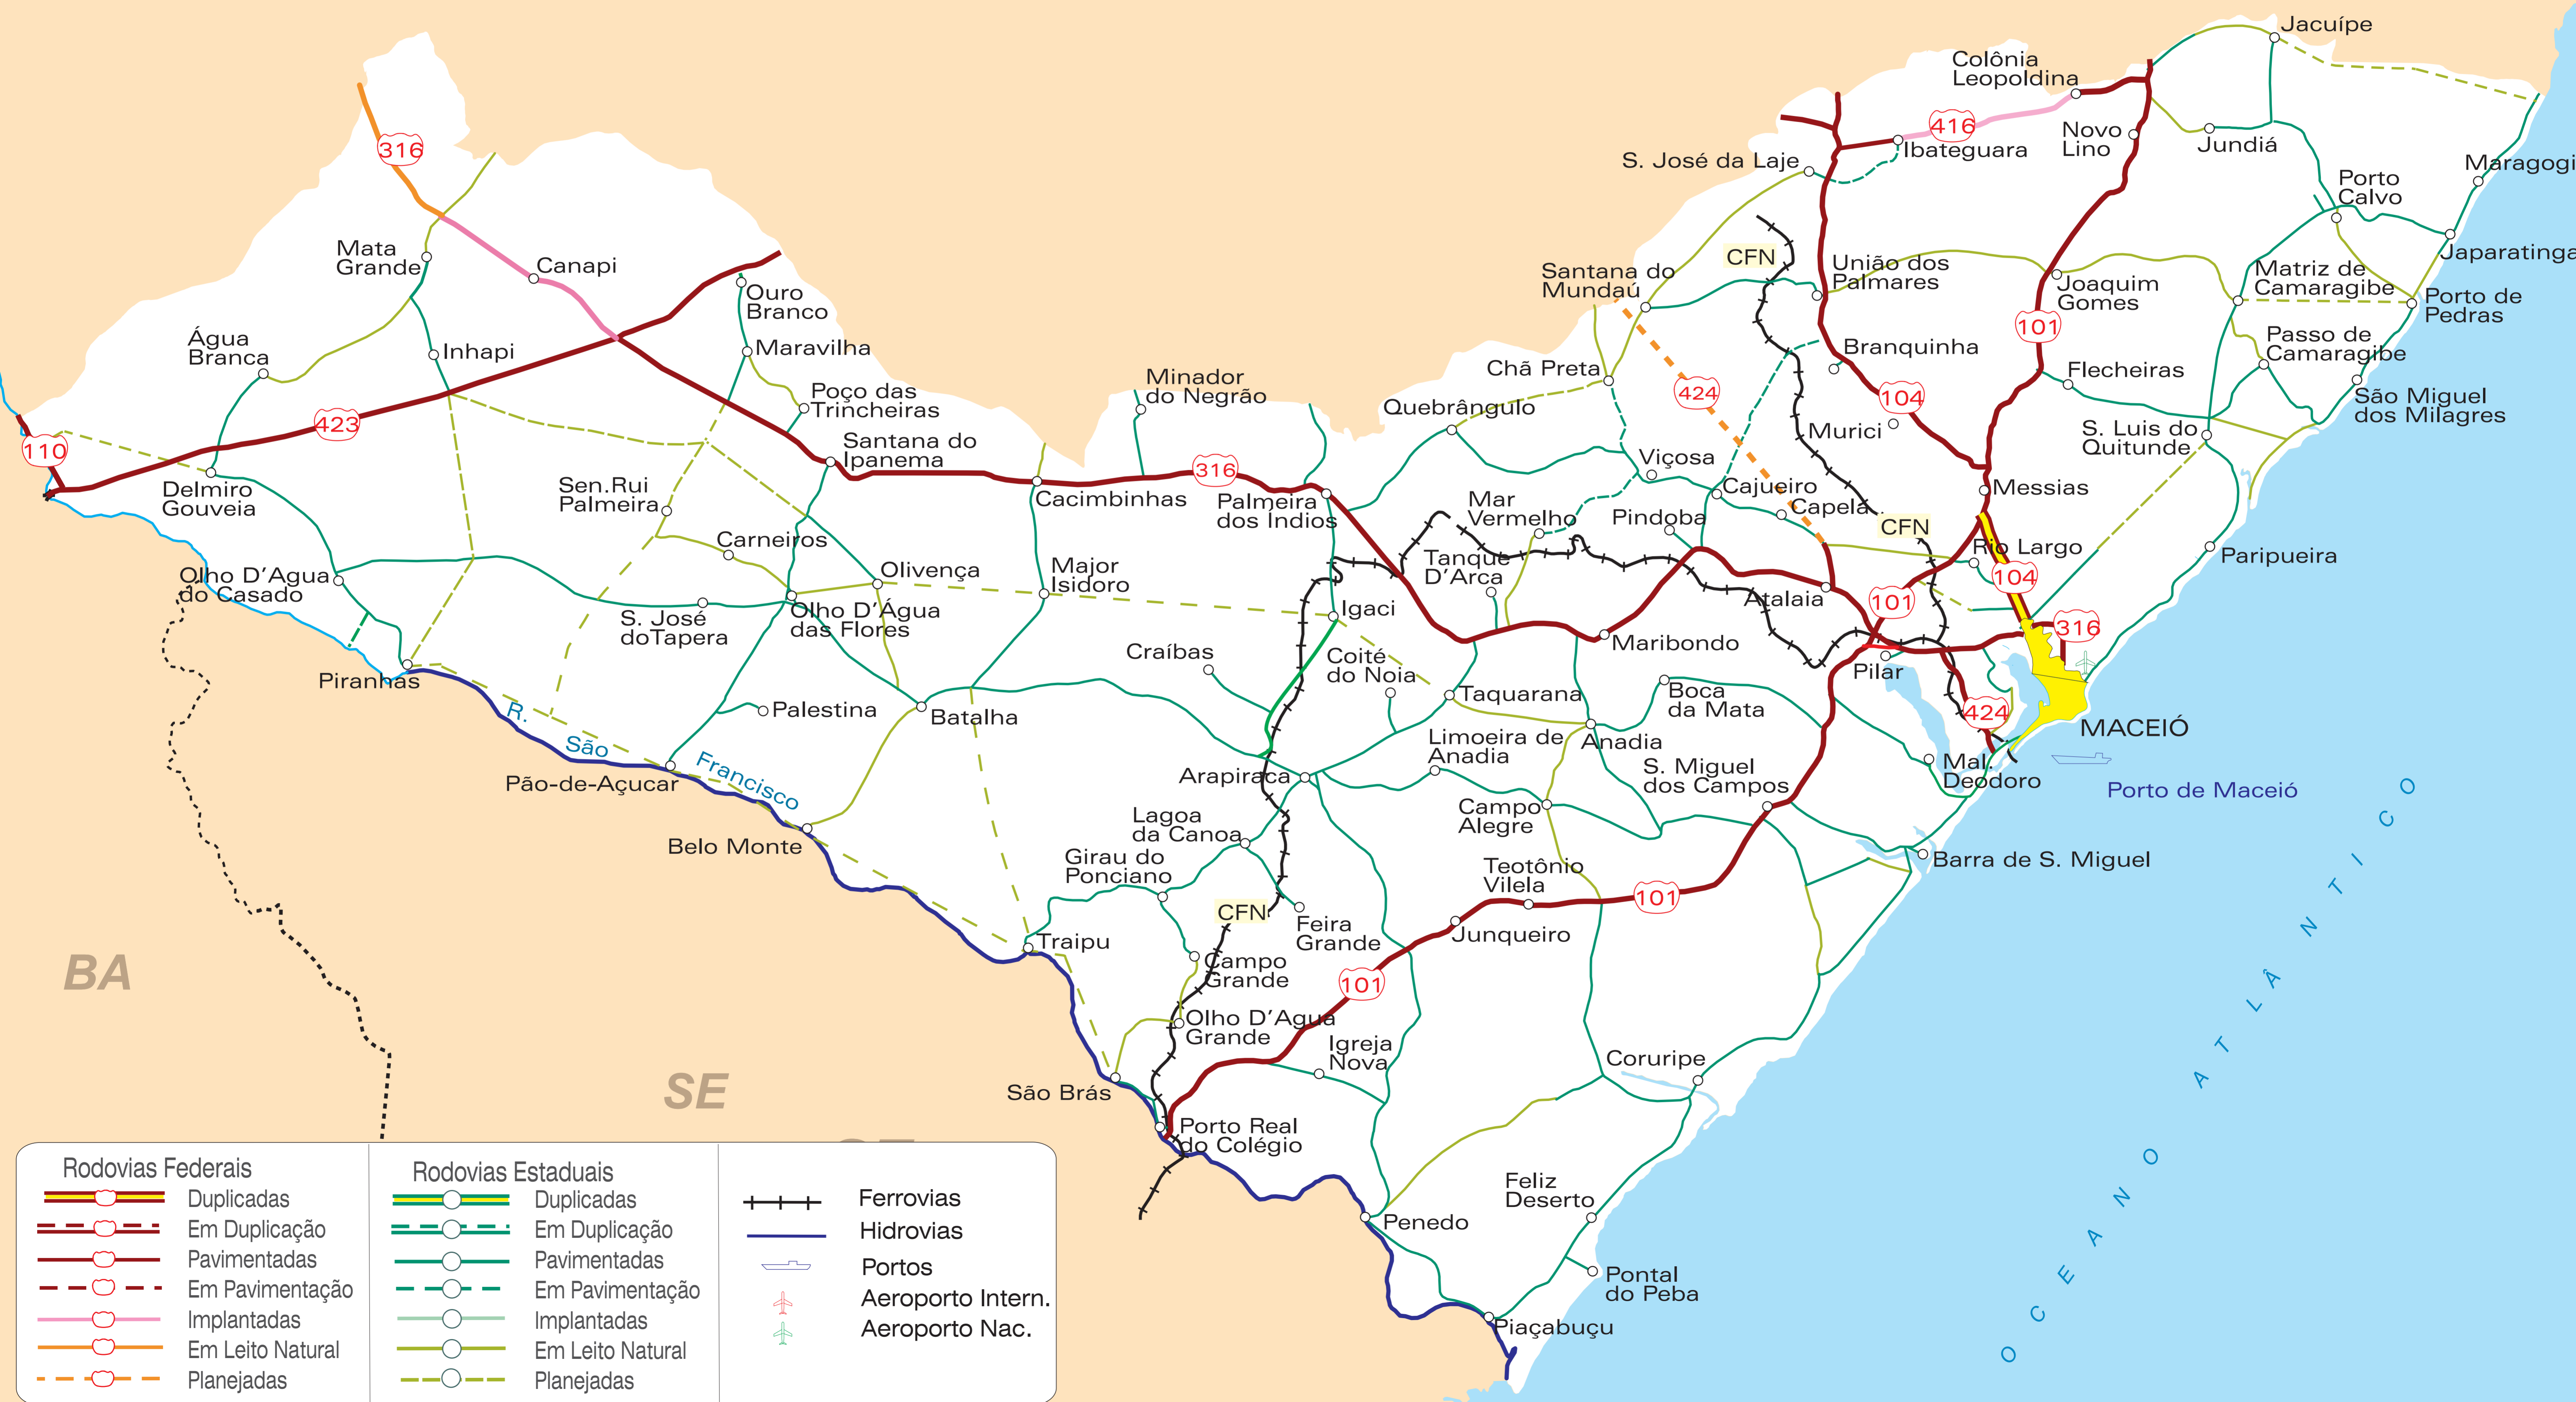 Jacuípe
Colônia
Leopoldina
416
Novo
Lino
Jundiá
Ibateguara
S. José da Laje
Maragogi
Porto
Calvo
316
Mata
Grande
Canapi
CFN
União dos
Palmares
Santana do
Mundaú
Joaquim
Gomes
Matriz de
Camaragibe
Japaratinga
Porto de
Pedras
Ouro
Branco
Água
Branca
Inhapi
Maravilha
101
Passo de
Camaragibe
Branquinha
Flecheiras
Chã Preta
Minador
do Negrão
Poço das
Trincheiras
424
104
São Miguel
dos Milagres
Quebrângulo
423
110
Murici
S. Luis do
Quitunde
Santana do
Ipanema
316
Viçosa
Delmiro
Gouveia
Sen.Rui
Palmeira
Cacimbinhas
Palmeira
dos Índios
Mar
Vermelho
Pindoba
Cajueiro
Capela
Messias
CFN
Carneiros
Rio Largo
Paripueira
Olho D'Agua
do Casado
Olivença
Major
Isidoro
Tanque
D'Arca
104
Atalaia
101
S. José
doTapera
Olho D'Água
das Flores
Igaci
Maribondo
316
Craíbas
Coité
do Noia
Pilar
Piranhas
R.
São
Francisco
Palestina
Batalha
Taquarana
Boca
da Mata
424
MACEIÓ
Limoeira de
Anadia
Anadia
Pão-de-Açucar
Arapiraca
S. Miguel
dos Campos
Mal.
Deodoro
Porto de Maceió
Campo
Alegre
Lagoa
da Canoa
Belo Monte
Girau do
Ponciano
Teotônio
Vilela
101
Barra de S. Miguel
CFN
Feira
Grande
Junqueiro
Traipu
Campo
Grande
101
BA
Olho D'Agua
Grande
Igreja
Nova
Coruripe
SE
São Brás
Porto Real
do Colégio
Feliz
Deserto
Penedo
Pontal
do Peba
Piaçabuçu
OCEANO ATLÂNTICO
Rodovias Federais
Duplicadas
Em Duplicação
Pavimentadas
Em Pavimentação
Implantadas
Em Leito Natural
Planejadas
Rodovias Estaduais
Duplicadas
Em Duplicação
Pavimentadas
Em Pavimentação
Implantadas
Em Leito Natural
Planejadas
Ferrovias
Hidrovias
Portos
Aeroporto Intern.
Aeroporto Nac.